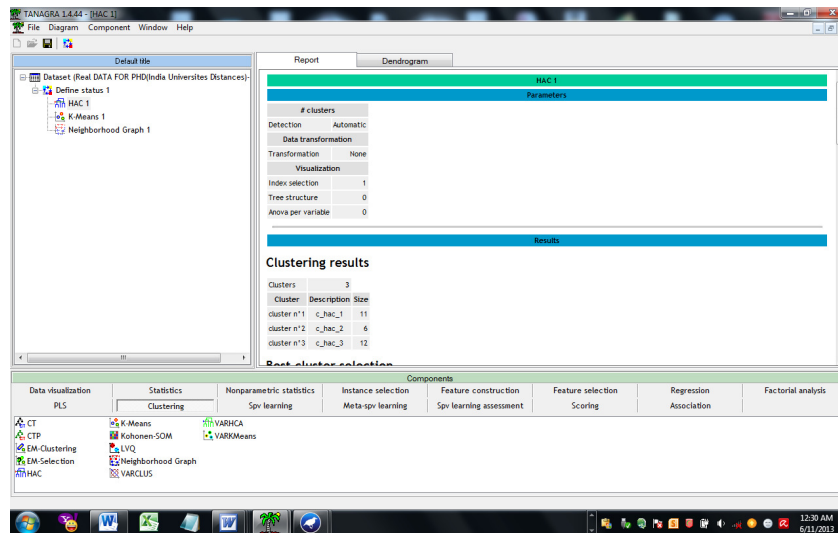 TANAGRA 1.4.44 - [HAC 1]
File Diagram Component Window Help
Default title
Dataset (Real DATA FOR PHD(India Universites Distances)-
Define status 1
HAC 1
K-Means 1
Neighborhood Graph 1
Report Dendrogram
HAC 1
Parameters
# clusters
Detection Automatic
Data transformation
Transformation None
Visualization
Index selection 1
Tree structure 0
Anova per variable 0
Results
Clustering results
Clusters 3
Cluster Description Size
cluster n°1 c_hac_1 11
cluster n°2 c_hac_2 6
cluster n°3 c_hac_3 12
Best cluster selection
Components
Data visualization Statistics Nonparametric statistics Instance selection Feature construction Feature selection Regression Factorial analysis
PLS Clustering Spv learning Meta-spv learning Spv learning assessment Scoring Association
CT K-Means VARHCA
CTP Kohonen-SOM VARKMeans
EM-Clustering LVQ
EM-Selection Neighborhood Graph
HAC VARCLUS
12:30 AM
6/11/2013